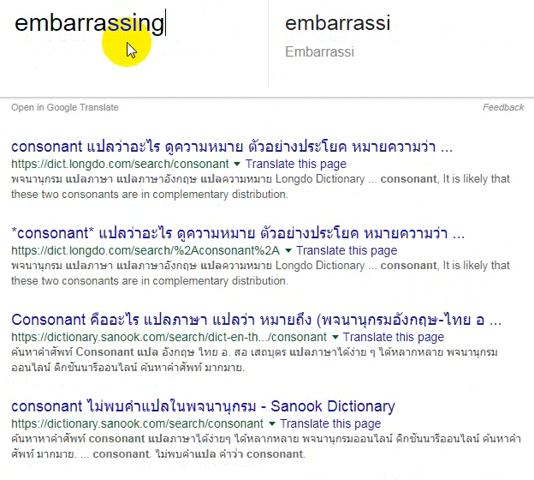 embarrassing
embarrassi
Embarrassi
Open in Google Translate
Feedback
consonant แปลว่าอะไร ดูความหมาย ตัวอย่างประโยค หมายความว่า ...
https://dict.longdo.com/search/consonant ▼ Translate this page
พจนานุกรม แปลภาษา แปลภาษาอังกฤษ แปลความหมาย Longdo Dictionary ... consonant, It is likely that
these two consonants are in complementary distribution.
*consonant* แปลว่าอะไร ดูความหมาย ตัวอย่างประโยค หมายความว่า ...
https://dict.longdo.com/search/%2Aconsonant%2A ▼ Translate this page
พจนานุกรม แปลภาษา แปลภาษาอังกฤษ แปลความหมาย Longdo Dictionary ... consonant, It is likely that
these two consonants are in complementary distribution.
Consonant คืออะไร แปลภาษา แปลว่า หมายถึง (พจนานุกรมอังกฤษ-ไทย อ ...
https://dictionary.sanook.com/search/dict-en-th.../consonant ▼ Translate this page
ค้นหาคำศัพท์ Consonant แปล อังกฤษ ไทย อ. สอ เสถบุตร แปลภาษาได้ง่าย ๆ ได้หลากหลาย พจนานุกรม
ออนไลน์ ดิกชันนารีออนไลน์ ค้นหาคำศัพท์ มากมาย.
consonant ไม่พบคำแปลในพจนานุกรม - Sanook Dictionary
https://dictionary.sanook.com/search/consonant ▼ Translate this page
ค้นหาหาคำศัพท์ consonant แปลภาษาได้ง่ายๆ ได้หลากหลาย พจนานุกรมออนไลน์ ดิกชันนารีออนไลน์ ค้นหาคำ
ศัพท์ มากมาย. ... consonant. ไม่พบคำแปล คำว่า consonant.